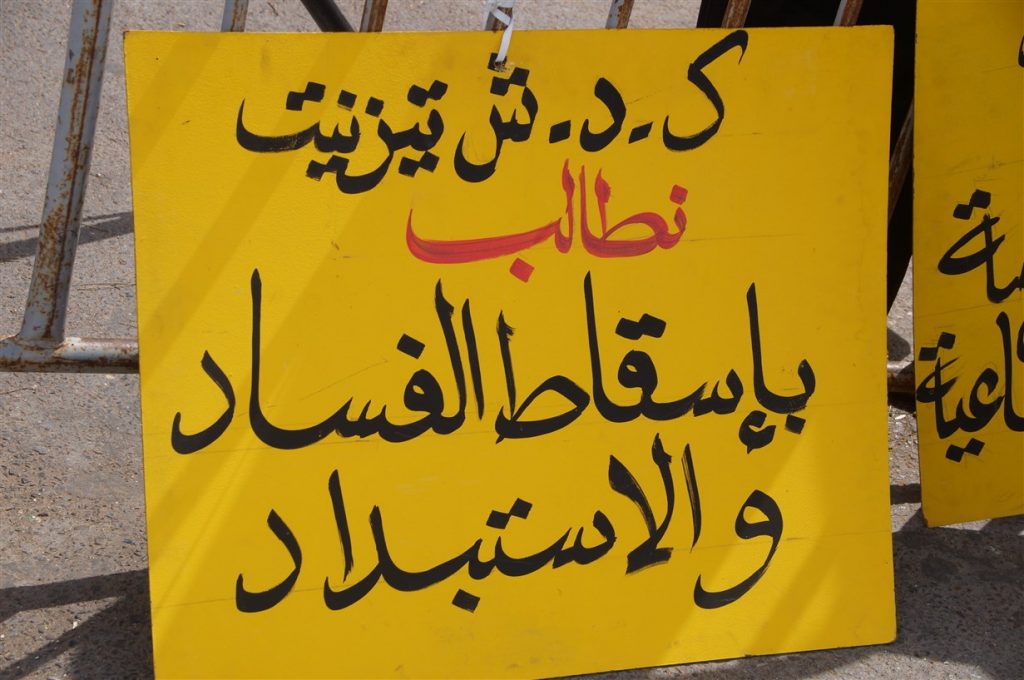 ك.د.ش تيزنيت
نطالب
بإسقاط الفساد
والاستبداد